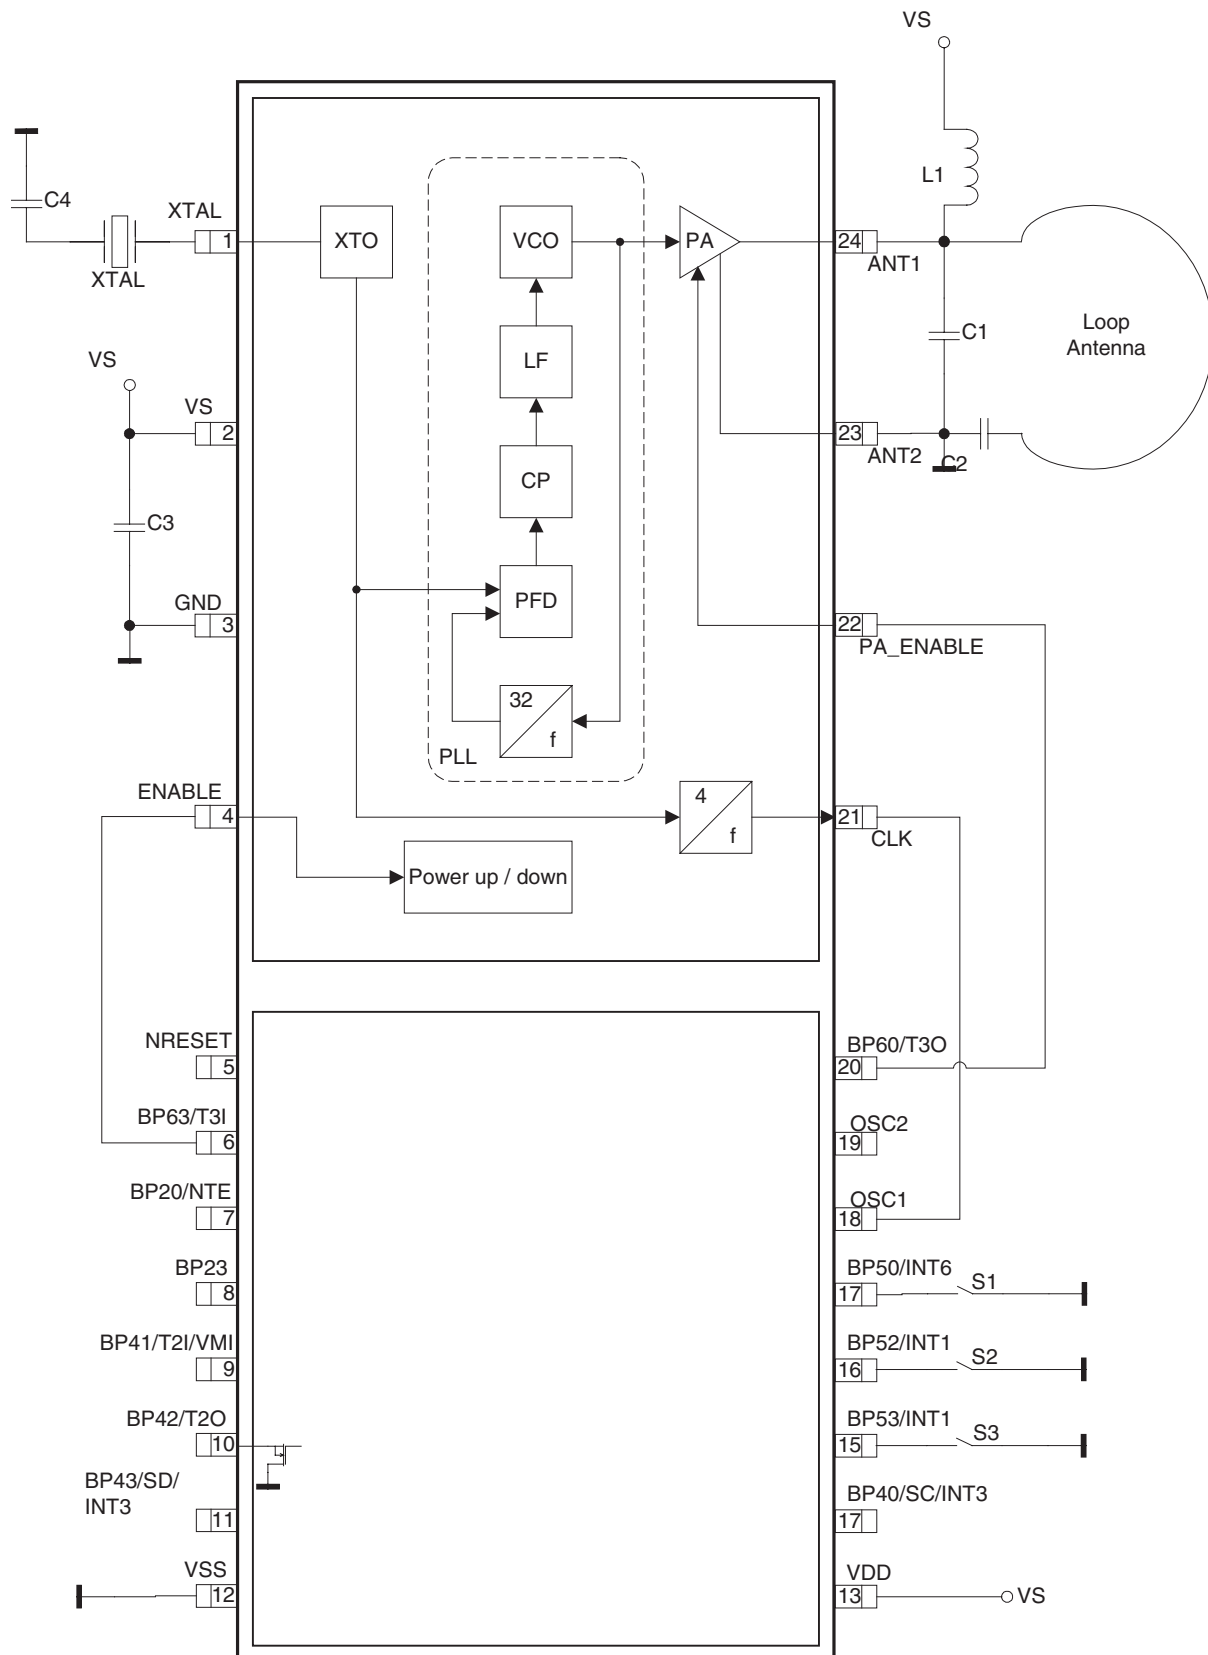 VS
L1
C4
XTAL
1
XTAL
XTO
VCO
PA
24
ANT1
LF
C1
Loop
Antenna
VS
VS
2
23
ANT2
C2
CP
C3
GND
3
PFD
22
PA_ENABLE
32
f
PLL
ENABLE
4
4
f
21
CLK
Power up / down
NRESET
5
BP60/T3O
20
BP63/T3I
6
OSC2
19
BP20/NTE
7
OSC1
18
BP23
8
BP50/INT6
17
S1
BP41/T2I/VMI
9
BP52/INT1
16
S2
BP42/T2O
10
BP53/INT1
15
S3
BP43/SD/
INT3
11
BP40/SC/INT3
17
VSS
12
VDD
13
VS